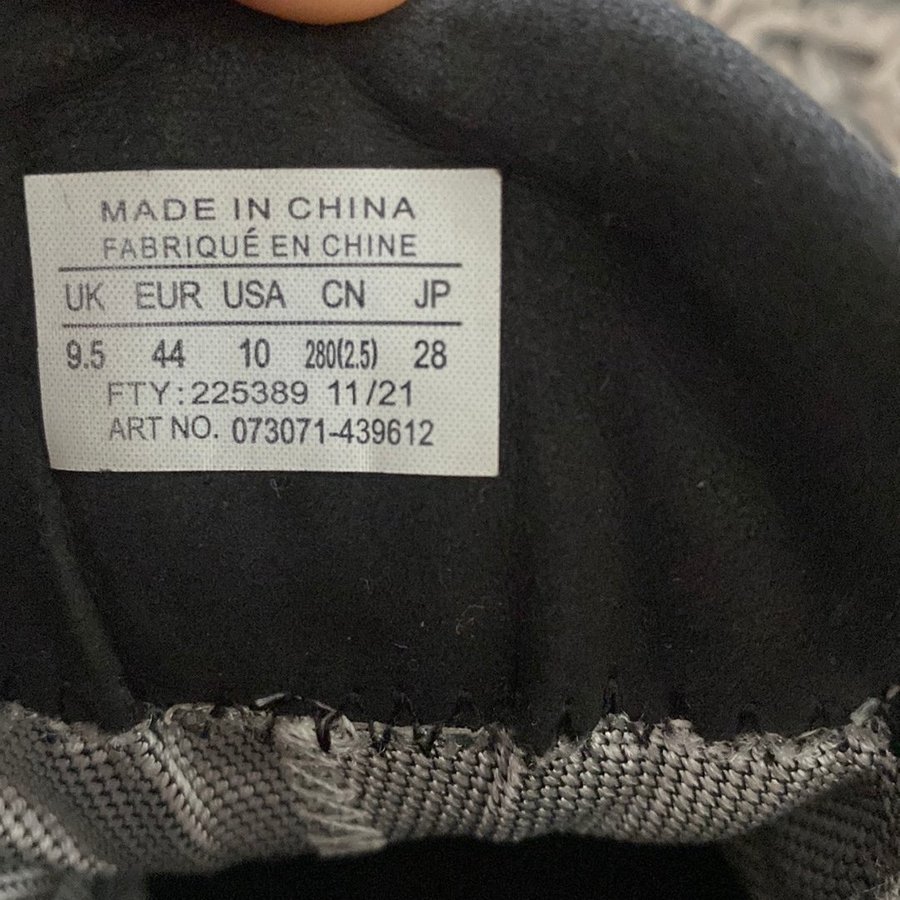 MADE IN CHINA
FABRIQUÉ EN CHINE
UK EUR USA CN JP
9.5 44 10 280(2.5) 28
FTY:225389 11/21
ART NO. 073071-439612